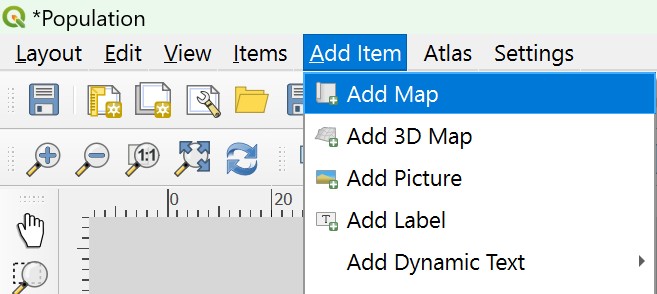 *Population
Layout Edit View Items Add Item Atlas Settings
Add Map
Add 3D Map
1:1
Add Picture
0 20
T Add Label
Add Dynamic Text